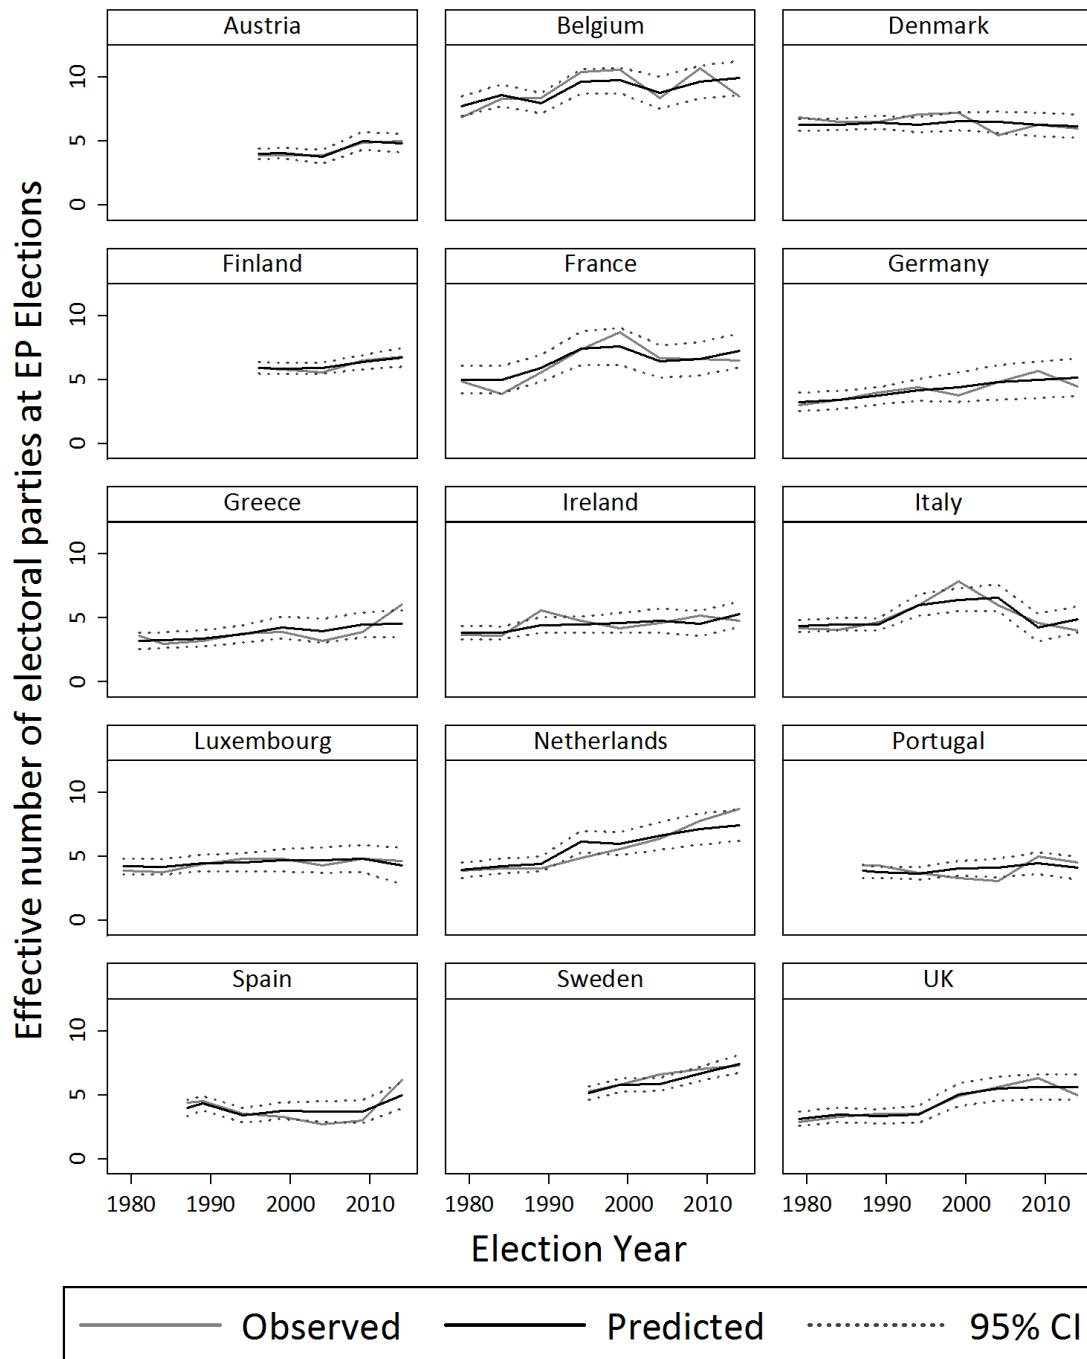 Effective number of electoral parties at EP Elections
Austria Belgium Denmark
10
5
0
Finland France Germany
10
5
0
Greece Ireland Italy
10
5
0
Luxembourg Netherlands Portugal
10
5
0
Spain Sweden UK
10
5
0
1980 1990 2000 2010 1980 1990 2000 2010 1980 1990 2000 2010
Election Year
Observed Predicted 95% CI